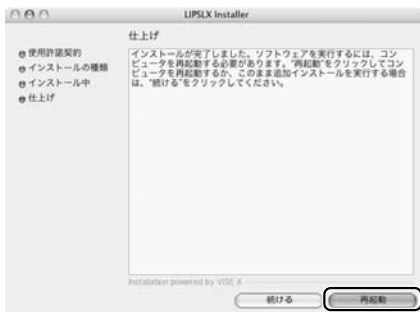 LIPSLX Installer
仕上げ
使用許諾契約
インストールの種類
インストール中
仕上げ
インストールが完了しました。ソフトウェアを実行するには、コン
ピュータを再起動する必要があります。"再起動"をクリックしてコン
ピュータを再起動するか、このまま追加インストールを実行する場合
は、"続ける"をクリックしてください。
Installation powered by VISE X
続ける
再起動